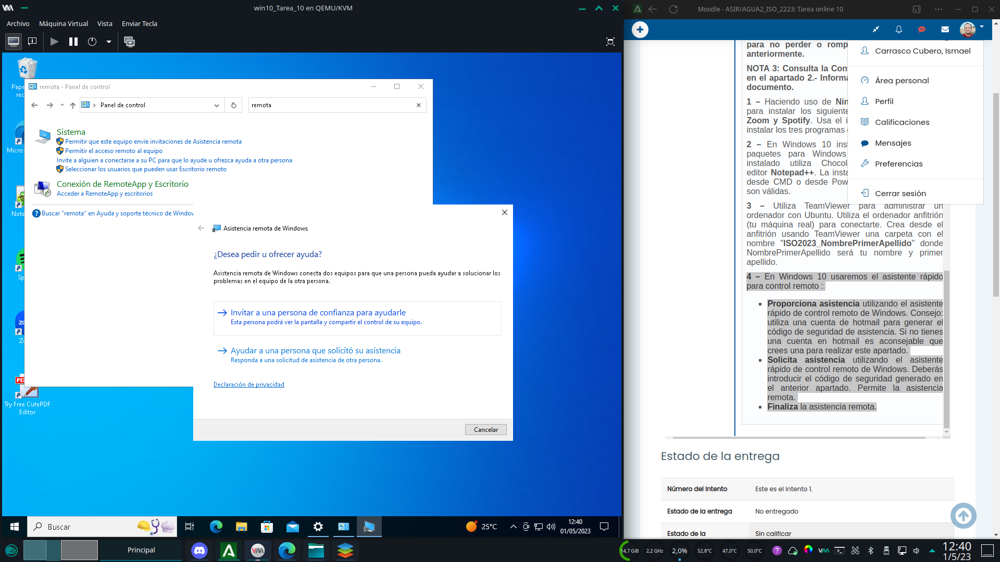 win10_Tarea_10 en QEMU/KVM
Archivo Máquina Virtual Vista Enviar Tecla
remota - Panel de control
Panel de control
remota
Sistema
Permitir que este equipo envíe invitaciones de Asistencia remota
Permitir el acceso remoto al equipo
Invite a alguien a conectarse a su PC para que lo ayude u ofrezca ayuda a otra persona
Seleccionar los usuarios que pueden usar Escritorio remoto
Conexión de RemoteApp y Escritorio
Acceder a RemoteApp y escritorios
Buscar "remota" en Ayuda y soporte técnico de Window
Asistencia remota de Windows
¿Desea pedir u ofrecer ayuda?
Asistencia remota de Windows conecta dos equipos para que una persona pueda ayudar a solucionar los
problemas en el equipo de la otra persona.
Invitar a una persona de confianza para ayudarle
Esta persona podrá ver la pantalla y compartir el control de su equipo.
Ayudar a una persona que solicitó su asistencia
Responda a una solicitud de asistencia de otra persona.
Declaración de privacidad
Cancelar
Pape
rec
Micros
Note
Sp
Zo
Try Free CutePDF
Editor
Buscar
25°C
12:40
01/05/2023
Moodle - ASIR/AGUA2_ISO_2223: Tarea online 10
Carrasco Cubero, Ismael
Área personal
Perfil
Calificaciones
Mensajes
Preferencias
Cerrar sesión
para no perder o romp
anteriormente.
NOTA 3: Consulta la Con
en el apartado 2.- Informa
documento.
1 – Haciendo uso de Nin
para instalar los siguiente
Zoom y Spotify. Usa el i
instalar los tres programas
2 – En Windows 10 inst
paquetes para Windows
instalado utiliza Chocol
editor Notepad++. La insta
desde CMD o desde Pow
son válidas.
3 – Utiliza TeamViewer para administrar un
ordenador con Ubuntu. Utiliza el ordenador anfitrión
(tu máquina real) para conectarte. Crea desde el
anfitrión usando TeamViewer una carpeta con el
nombre "ISO2023_NombrePrimerApellido" donde
NombrePrimerApellido será tu nombre y primer
apellido.
4 – En Windows 10 usaremos el asistente rápido
para control remoto :
Proporciona asistencia utilizando el asistente
rápido de control remoto de Windows. Consejo:
utiliza una cuenta de hotmail para generar el
código de seguridad de asistencia. Si no tienes
una cuenta en hotmail es aconsejable que
crees una para realizar este apartado.
Solicita asistencia utilizando el asistente
rápido de control remoto de Windows. Deberás
introducir el código de seguridad generado en
el anterior apartado. Permite la asistencia
remota.
Finaliza la asistencia remota.
Estado de la entrega
Número del intento Este es el intento 1.
Estado de la entrega No entregado
Estado de la Sin calificar
Principal
14,7 GiB 2,2 GHz 2,0% 52,8°C 47,0°C 50,0°C
12:40
1/5/23